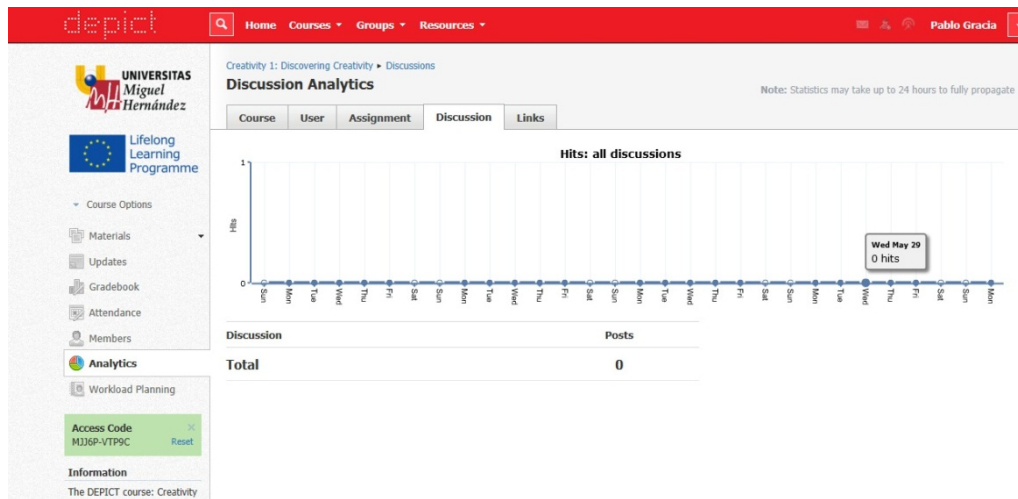 depict
Home Courses Groups Resources
Pablo Gracia
UNIVERSITAS
Miguel
Hernández
Lifelong
Learning
Programme
Course Options
Materials
Updates
Gradebook
Attendance
Members
Analytics
Workload Planning
Access Code
MJJ6P-VTP9C Reset
Information
The DEPICT course: Creativity
Creativity 1: Discovering Creativity ▸ Discussions
Discussion Analytics
Note: Statistics may take up to 24 hours to fully propagate
Course User Assignment Discussion Links
Hits: all discussions
1
Hits
Wed May 29
0 hits
0
Sun Mon Tue Wed Thu Fri Sat Sun Mon Tue Wed Thu Fri Sat Sun Mon Tue Wed Thu Fri Sat Sun Mon Tue Wed Thu Fri Sat Sun Mon
Discussion Posts
Total 0